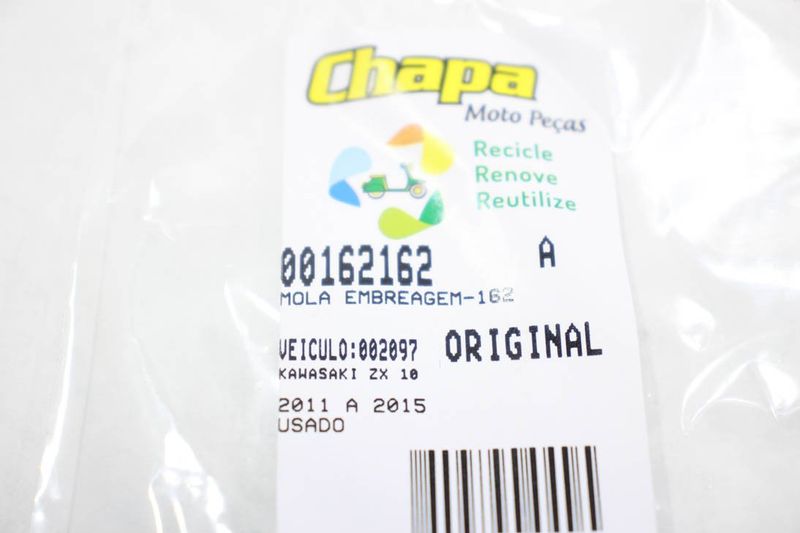 Chapa
Moto Peças
Recicle
Renove
Reutilize
00162162 A
MOLA EMBREAGEM-162
VEICULO:002097 ORIGINAL
KAWASAKI ZX 10
2011 A 2015
USADO